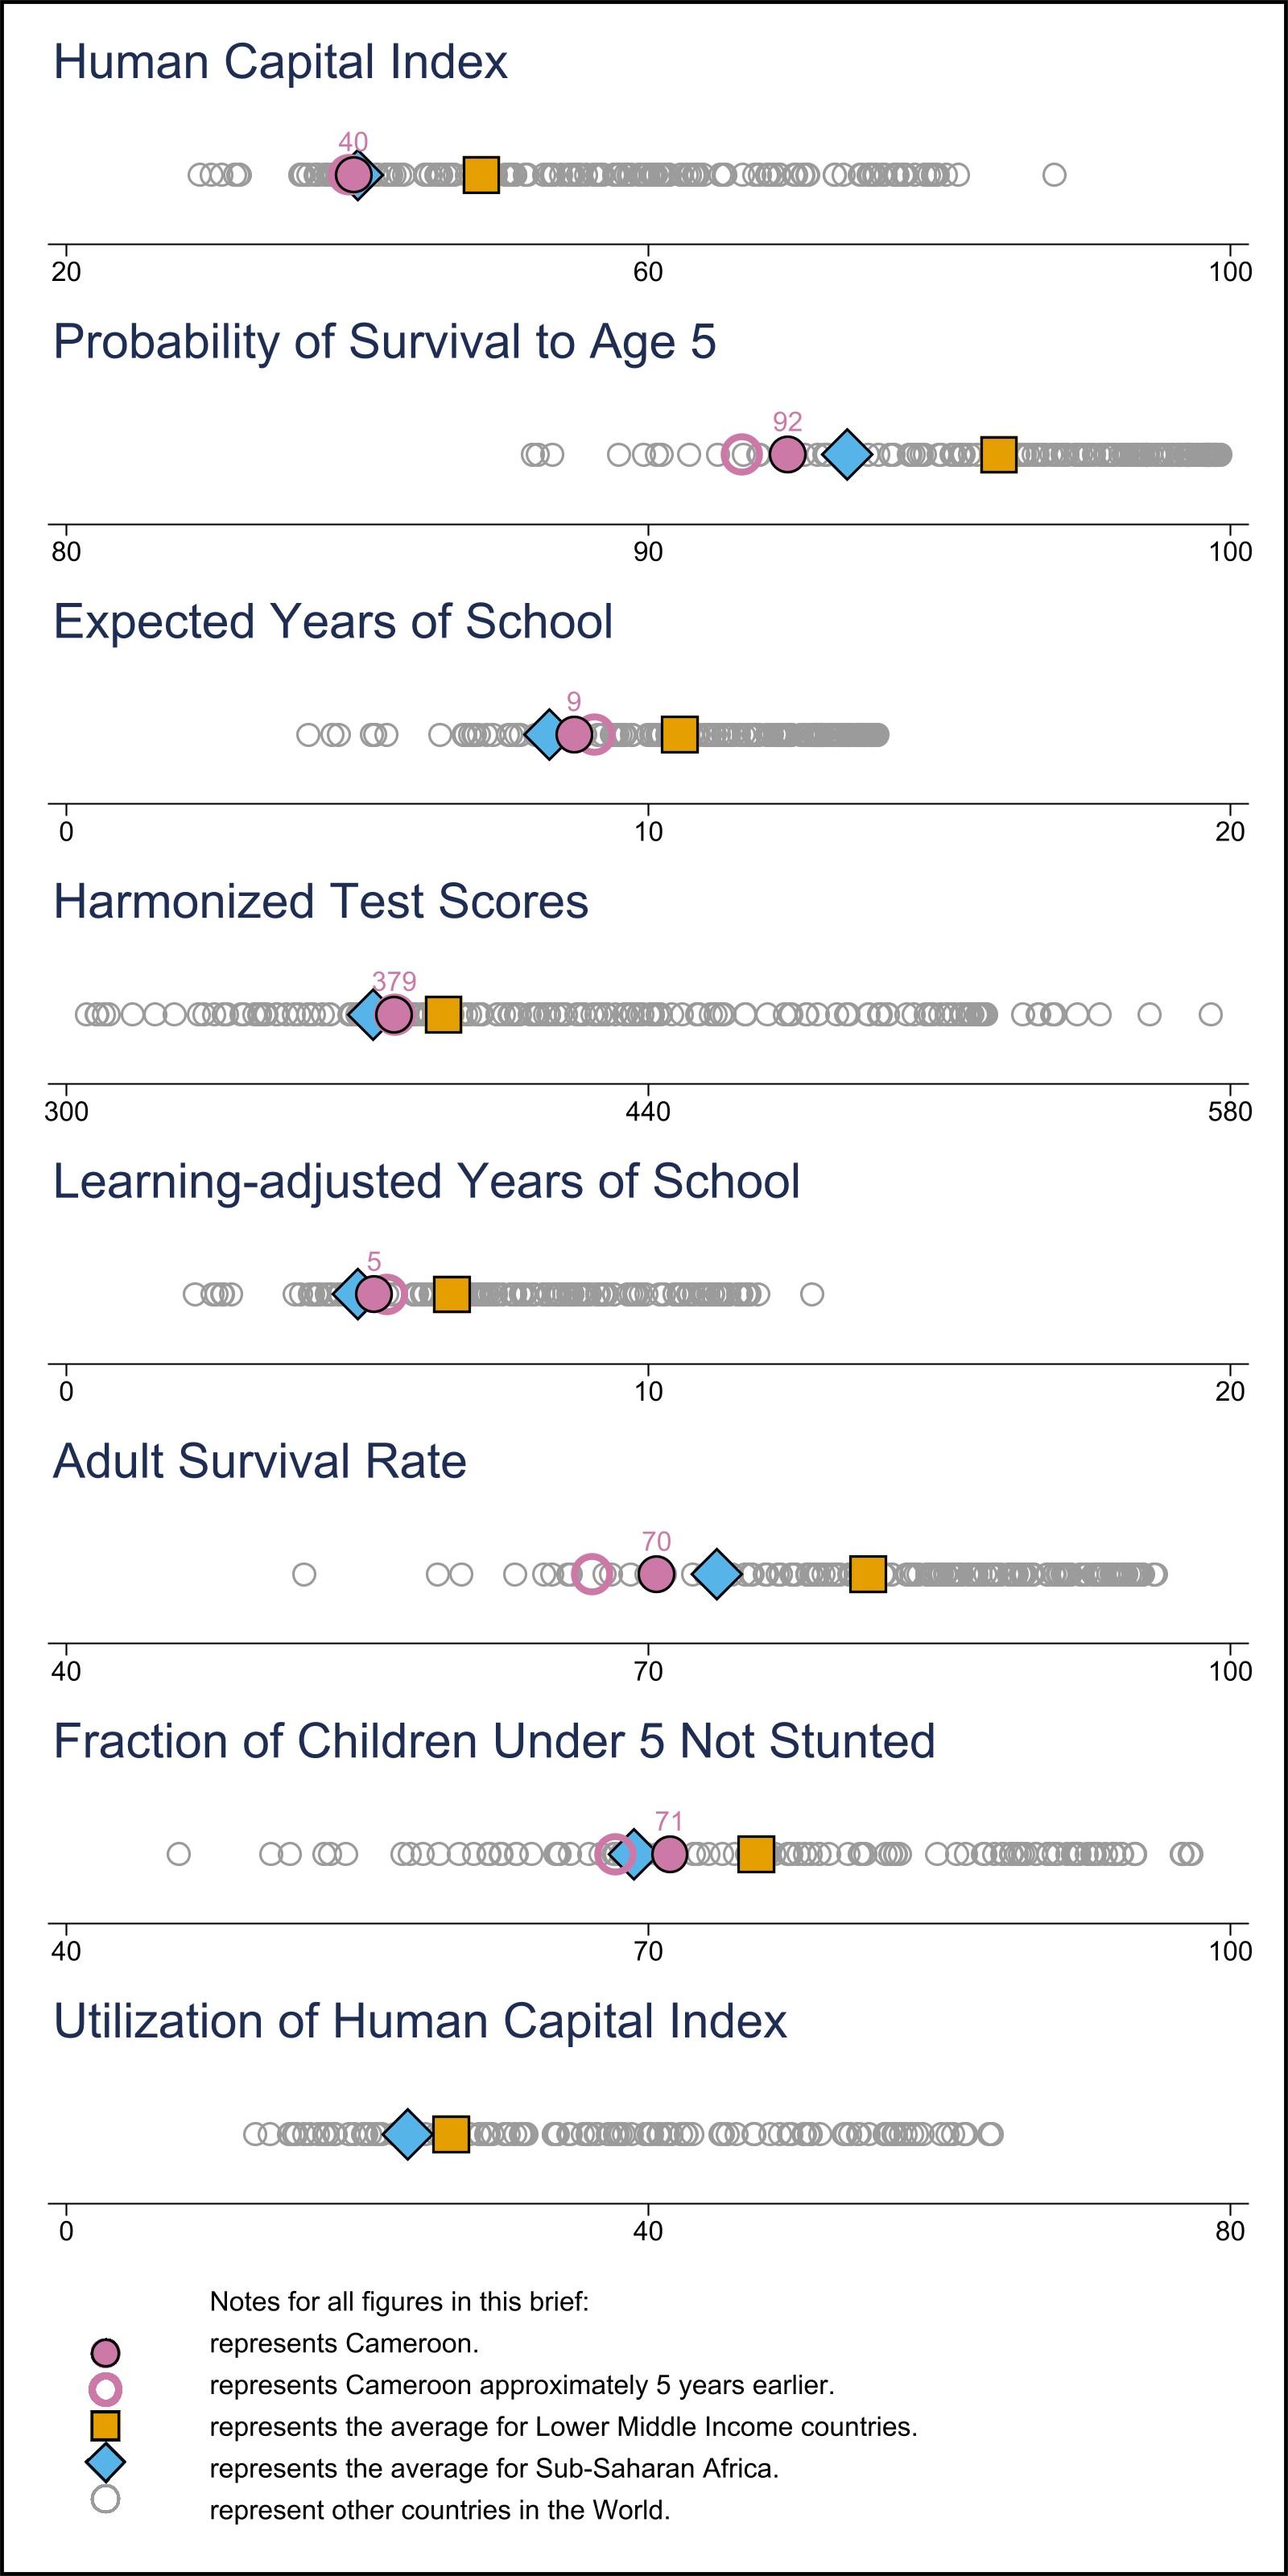 Human Capital Index
40
20 60 100
Probability of Survival to Age 5
92
80 90 100
Expected Years of School
9
0 10 20
Harmonized Test Scores
379
300 440 580
Learning-adjusted Years of School
5
0 10 20
Adult Survival Rate
70
40 70 100
Fraction of Children Under 5 Not Stunted
71
40 70 100
Utilization of Human Capital Index
0 40 80
Notes for all figures in this brief:
represents Cameroon.
represents Cameroon approximately 5 years earlier.
represents the average for Lower Middle Income countries.
represents the average for Sub-Saharan Africa.
represent other countries in the World.